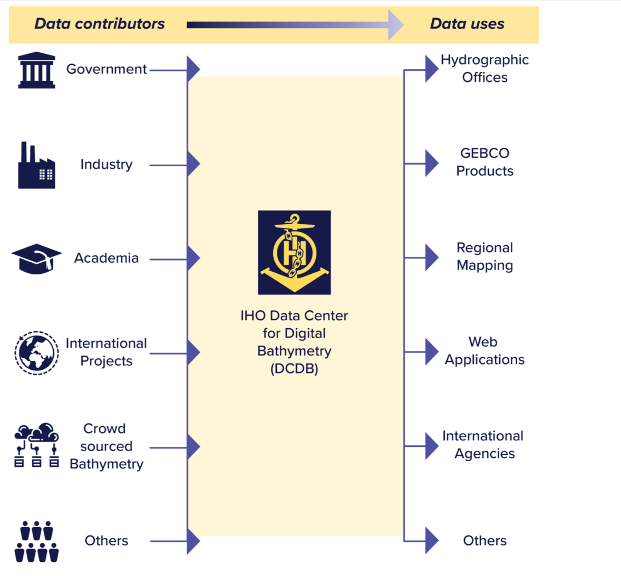 Data contributors
Data uses
Government
Industry
Academia
International
Projects
Crowd
sourced
Bathymetry
Others
IHO Data Center
for Digital
Bathymetry
(DCDB)
Hydrographic
Offices
GEBCO
Products
Regional
Mapping
Web
Applications
International
Agencies
Others